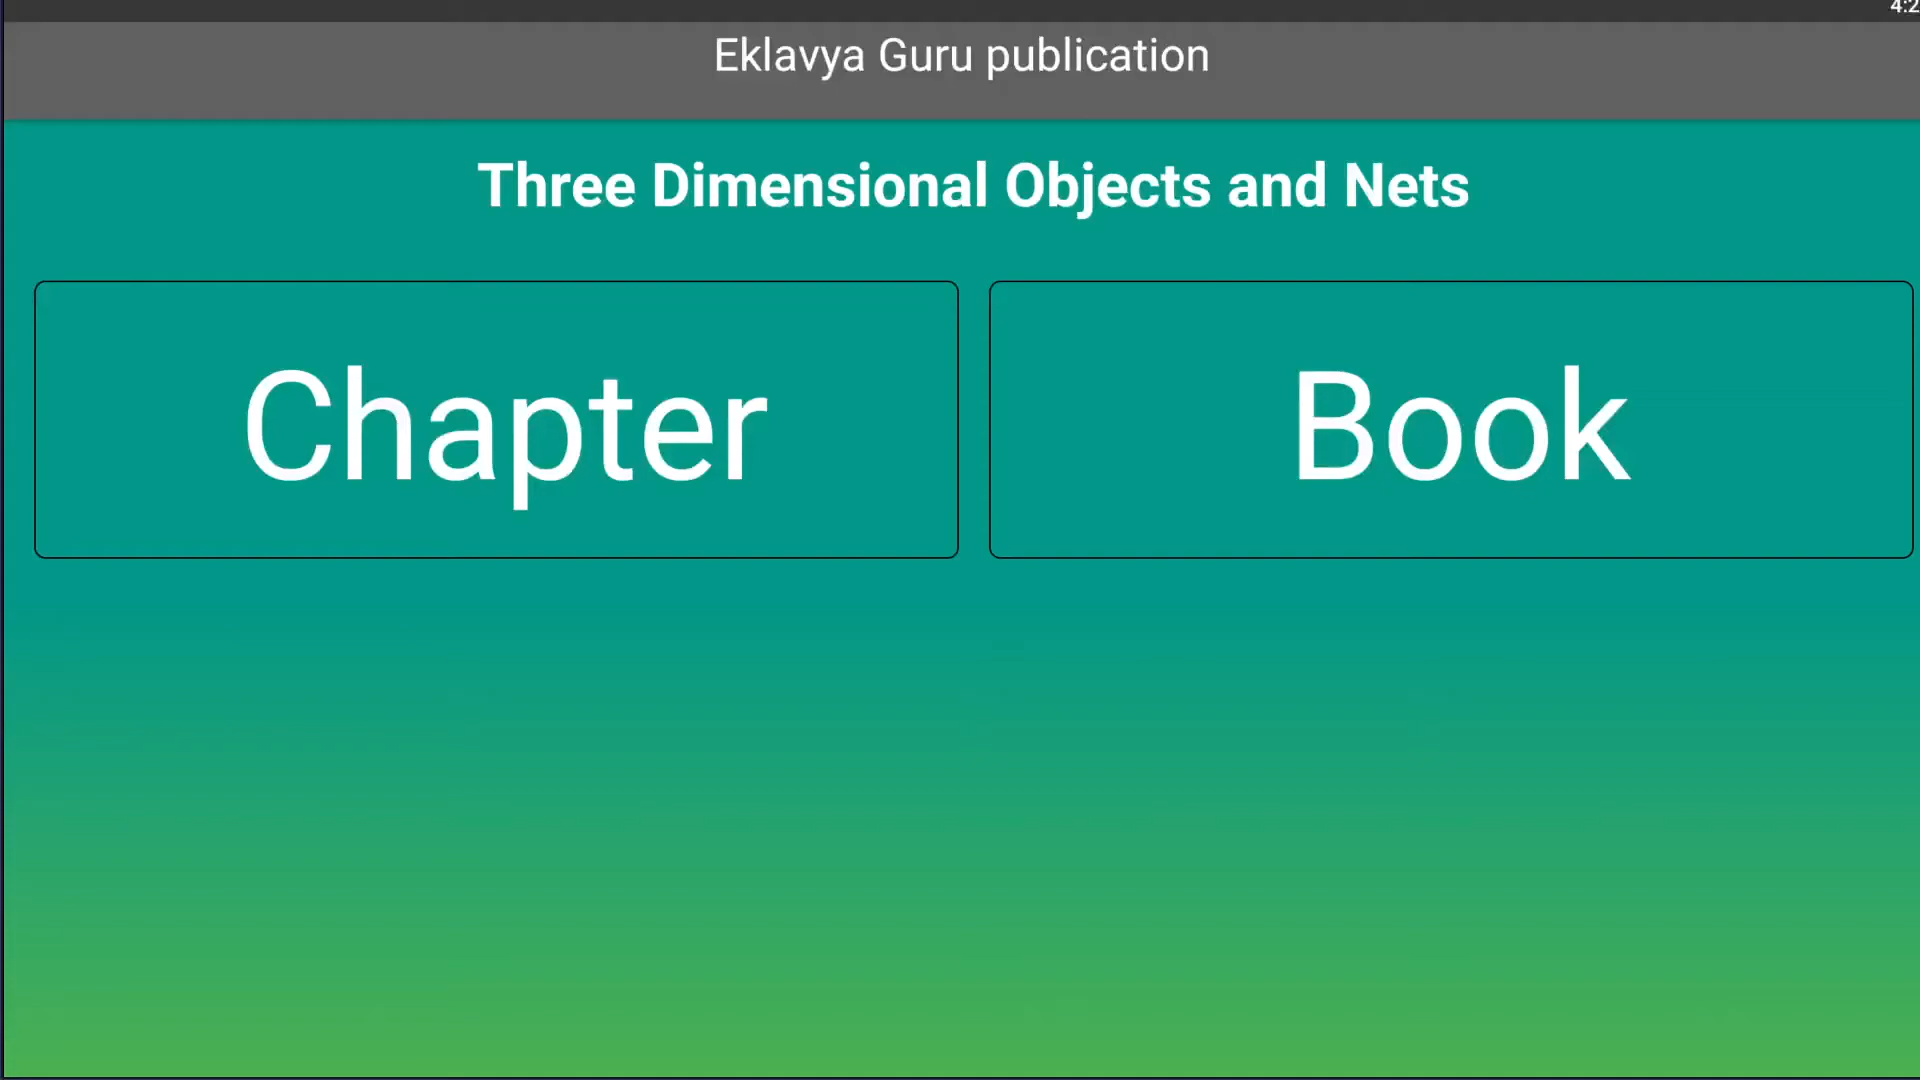 Eklavya Guru publication
Three Dimensional Objects and Nets
Chapter
Book